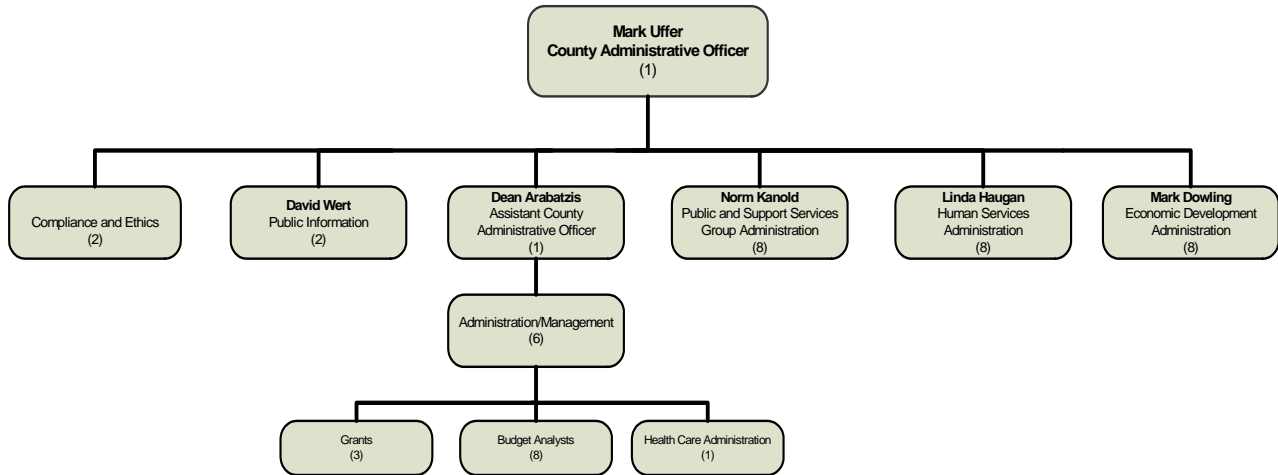 Mark Uffer
County Administrative Officer
(1)
Compliance and Ethics
(2)
David Wert
Public Information
(2)
Dean Arabatzis
Assistant County
Administrative Officer
(1)
Norm Kanold
Public and Support Services
Group Administration
(8)
Linda Haugan
Human Services
Administration
(8)
Mark Dowling
Economic Development
Administration
(8)
Administration/Management
(6)
Grants
(3)
Budget Analysts
(8)
Health Care Administration
(1)